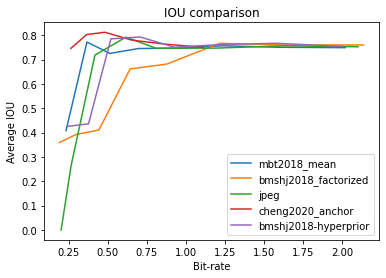 IOU comparison
Average IOU
0.8
0.7
0.6
0.5
0.4
0.3
0.2
0.1
0.0
mbt2018_mean
bmshj2018_factorized
jpeg
cheng2020_anchor
bmshj2018-hyperprior
0.25 0.50 0.75 1.00 1.25 1.50 1.75 2.00
Bit-rate